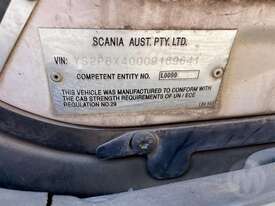 SCANIA AUST. PTY. LTD.
VIN:
COMPETENT ENTITY NO. L0099
THIS VEHICLE WAS MANUFACTURED TO CONFORM WITH
THE CAB STRENGTH REQUIREMENTS OF UN / ECE
REGULATION NO 29